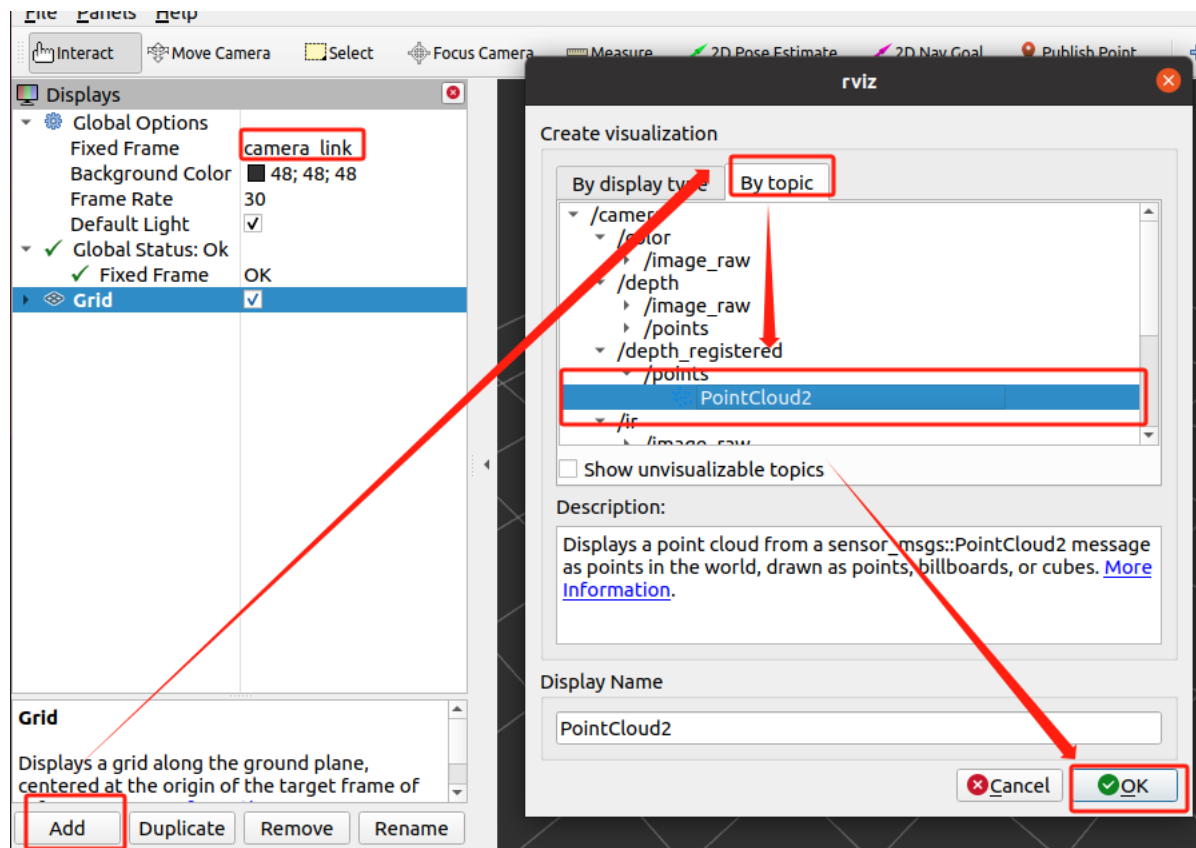 File Panels Help
Interact Move Camera Select Focus Camera Measure 2D Pose Estimate 2D Nav Goal Publish Point
Displays
Global Options
Fixed Frame camera_link
Background Color 48; 48; 48
Frame Rate 30
Default Light
Global Status: Ok
Fixed Frame OK
Grid
Grid
Displays a grid along the ground plane,
centered at the origin of the target frame of
Add Duplicate Remove Rename
rviz
Create visualization
By display type By topic
/camera
/color
/image_raw
/depth
/image_raw
/points
/depth_registered
/points
PointCloud2
/ir
/image_raw
Show unvisualizable topics
Description:
Displays a point cloud from a sensor_msgs::PointCloud2 message
as points in the world, drawn as points, billboards, or cubes. More
Information.
Display Name
PointCloud2
Cancel OK